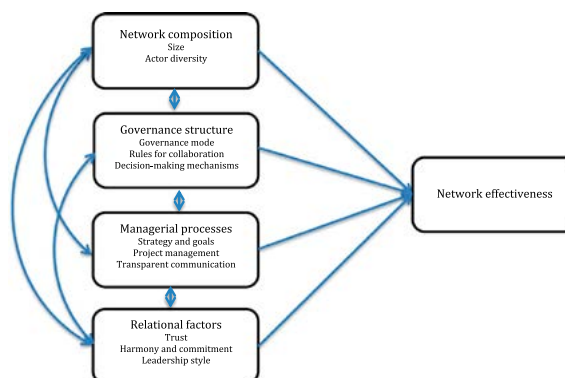 Network composition
Size
Actor diversity
Governance structure
Governance mode
Rules for collaboration
Decision-making mechanisms
Managerial processes
Strategy and goals
Project management
Transparent communication
Relational factors
Trust
Harmony and commitment
Leadership style
Network effectiveness